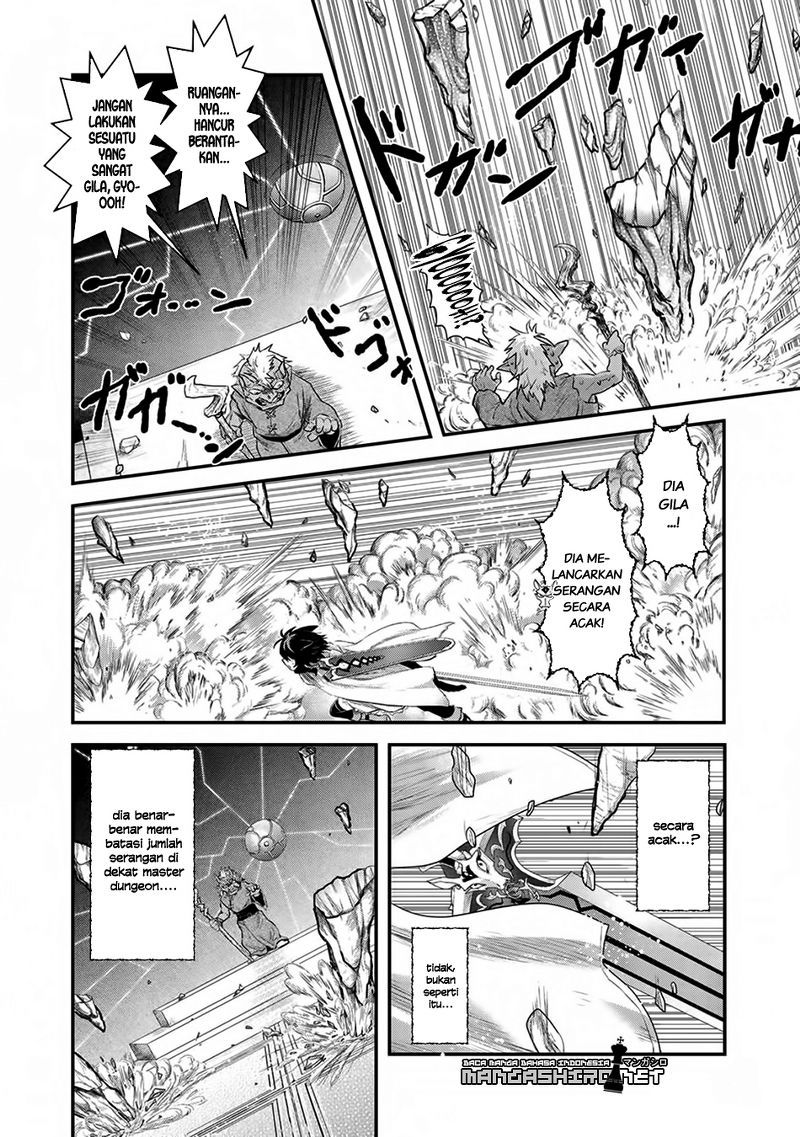 ガガガァ
ドガガン
GYOOOOOOH!?
RUANGAN-
NYA...
HANCUR
BERANTA-
KAN...
JANGAN
LAKUKAN
SESUATU
YANG
SANGAT
GILA, GYO-
OOH!
ゴォ…ン
ドゴォ
ガガガーン
DIA
GILA
...!
DIA ME-
LANCARKAN
SERANGAN
SECARA
ACAK!
secara
acak...?
tidak,
bukan
seperti
itu...
dia benar-
benar mem-
batasi jumlah
serangan di
dekat master
dungeon....
BACA MANGA BAHASA INDONESIA マンガシロ
MANGASHIRO.NET